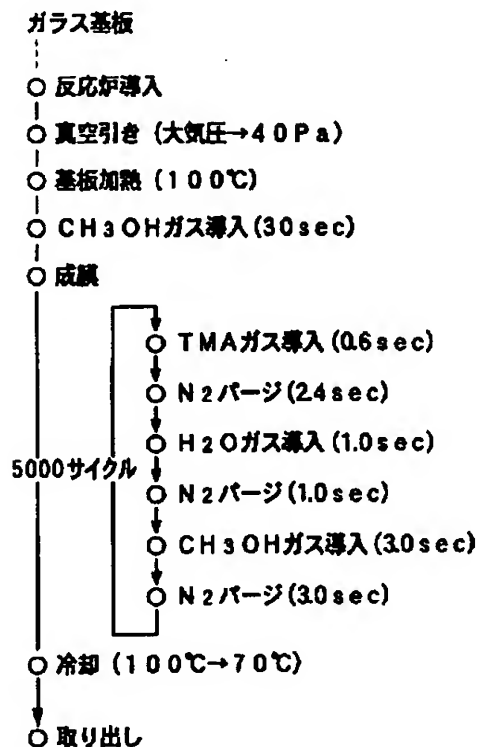 ガラス基板
反応炉導入
真空引き (大気圧→40Pa)
基板加熱 (100℃)
CH3OHガス導入(30sec)
成膜
TMAガス導入(0.6sec)
N2パージ(2.4sec)
H2Oガス導入(1.0sec)
5000サイクル
N2パージ(1.0sec)
CH3OHガス導入(3.0sec)
N2パージ(3.0sec)
冷却 (100℃→70℃)
取り出し